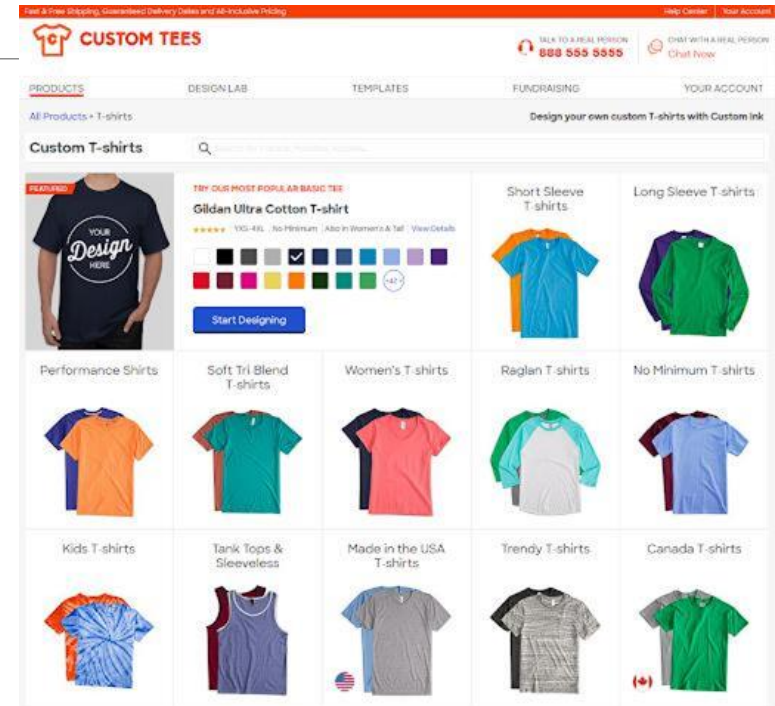 Fast & Free Shipping, Guaranteed Delivery Dates and All-Inclusive Pricing
Help Center
Your Account
C
CUSTOM TEES
TALK TO A REAL PERSON
888 555 5555
CHAT WITH A REAL PERSON
Chat Now
PRODUCTS
DESIGN LAB
TEMPLATES
FUNDRAISING
YOUR ACCOUNT
All Products • T-shirts
Design your own custom T-shirts with Custom Ink
Custom T-shirts
FEATURED
YOUR
Design
HERE
TRY OUR MOST POPULAR BASIC TEE
Gildan Ultra Cotton T-shirt
No Minimum
Also in Women's & Tall
View Details
+42
Start Designing
Short Sleeve
T-shirts
Long Sleeve T-shirts
Performance Shirts
Soft Tri Blend
T-shirts
Women's T-shirts
Raglan T-shirts
No Minimum T-shirts
Kids T-shirts
Tank Tops &
Sleeveless
Made in the USA
T-shirts
Trendy T-shirts
Canada T-shirts